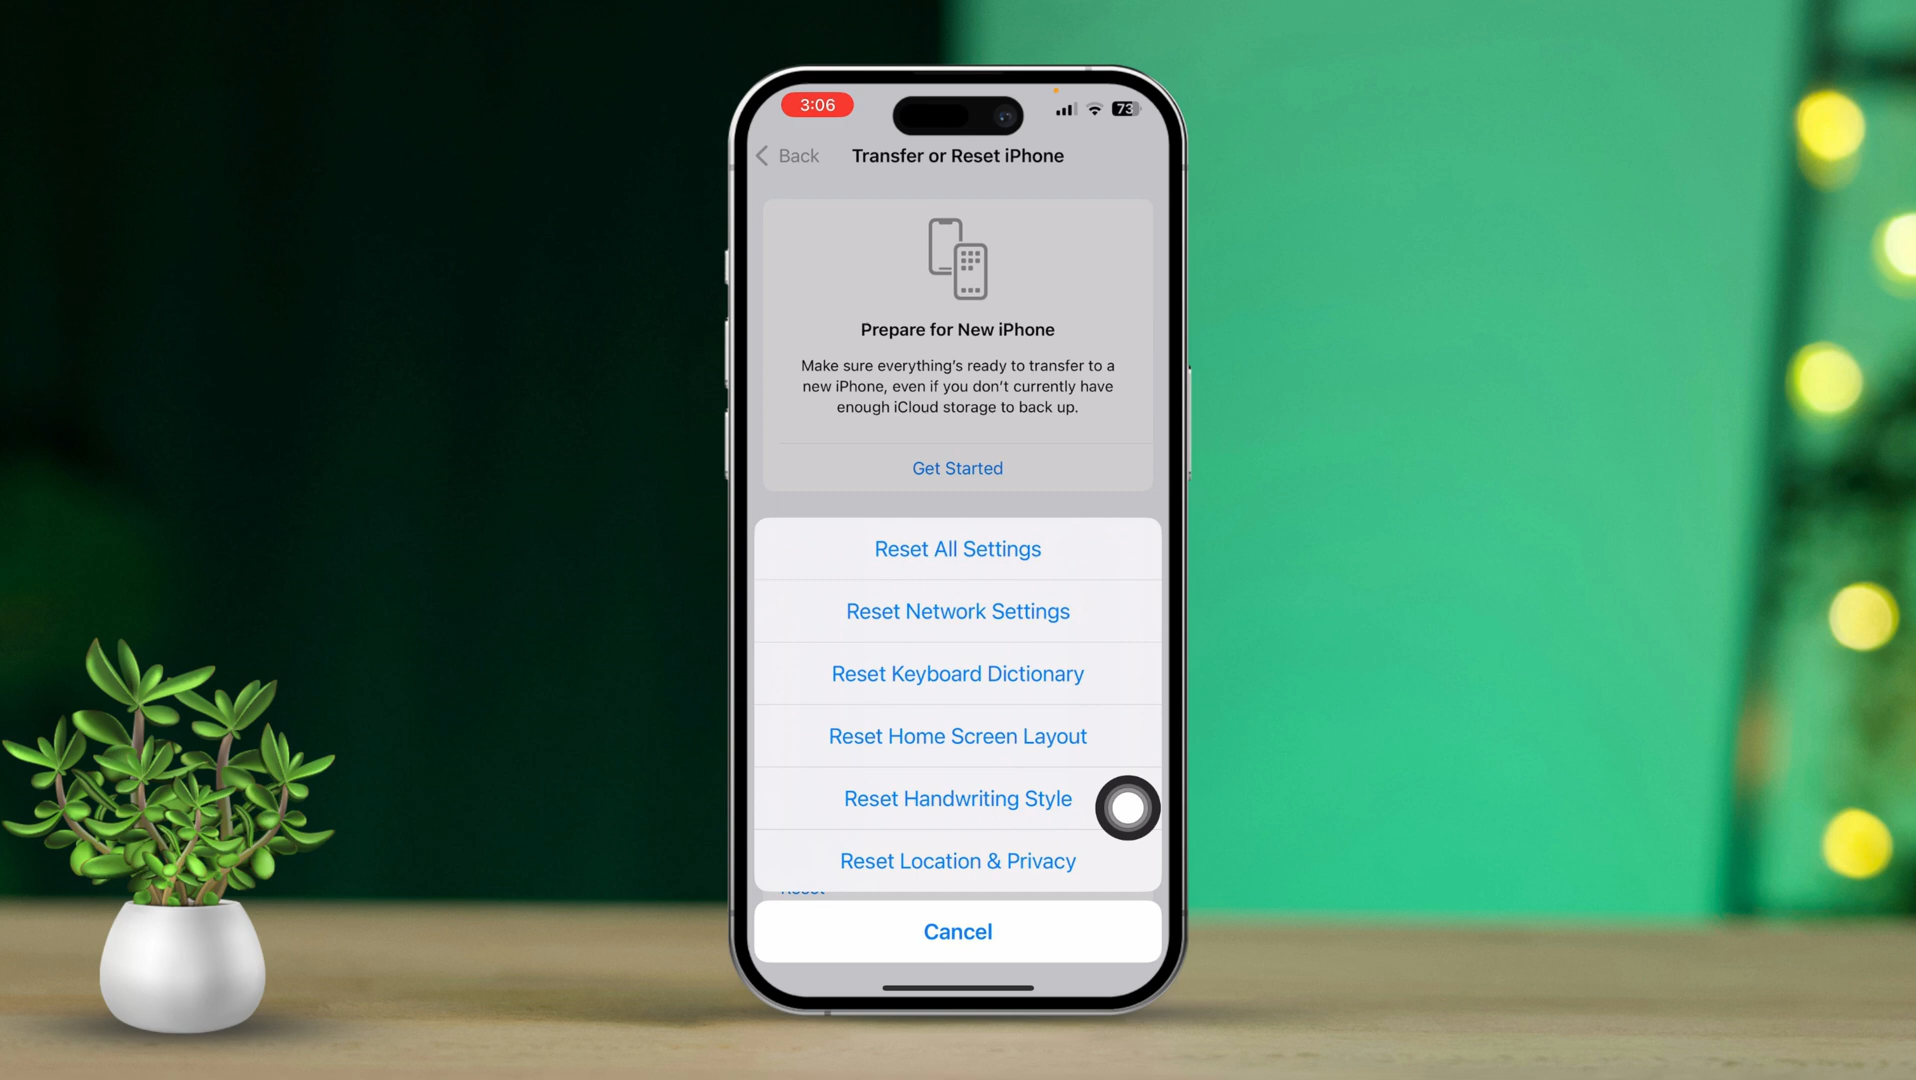 3:06
73
Back
Transfer or Reset iPhone
Prepare for New iPhone
Make sure everything's ready to transfer to a
new iPhone, even if you don't currently have
enough iCloud storage to back up.
Get Started
Reset All Settings
Reset Network Settings
Reset Keyboard Dictionary
Reset Home Screen Layout
Reset Handwriting Style
Reset Location & Privacy
Reset
Cancel